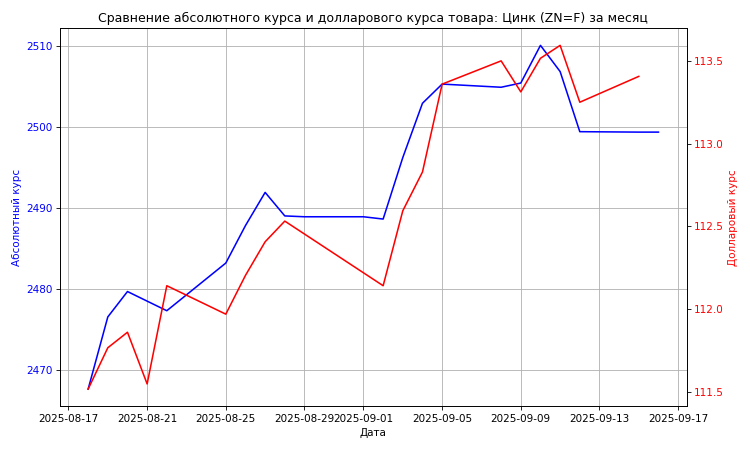 Сравнение абсолютного курса и долларового курса товара: Цинк (ZN=F) за месяц
Абсолютный курс
2510
2500
2490
2480
2470
113.5
113.0
112.5
112.0
111.5
Долларовый курс
2025-08-17 2025-08-21 2025-08-25 2025-08-29 2025-09-01 2025-09-05 2025-09-09 2025-09-13 2025-09-17
Дата